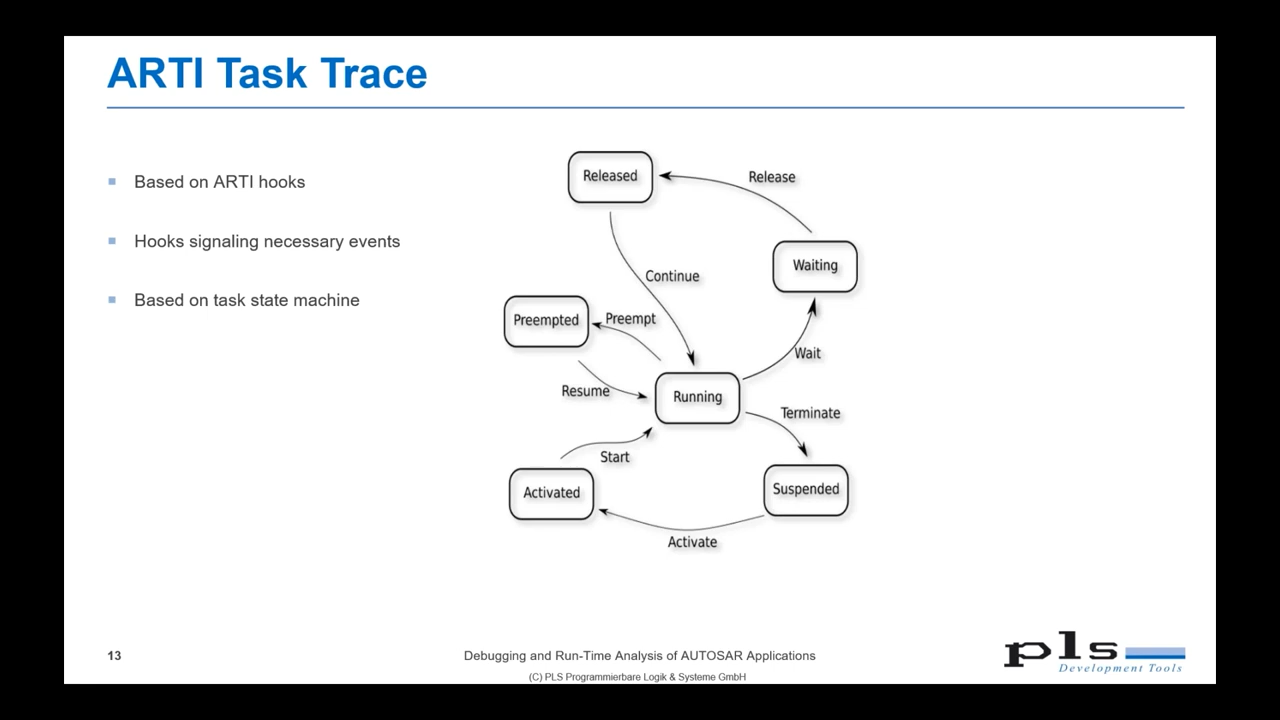 ARTI Task Trace
Based on ARTI hooks
Hooks signaling necessary events
Based on task state machine
Released
Release
Waiting
Continue
Preempted
Preempt
Wait
Resume
Running
Terminate
Start
Activated
Suspended
Activate
13
Debugging and Run-Time Analysis of AUTOSAR Applications
(C) PLS Programmierbare Logik & Systeme GmbH
pls
Development Tools